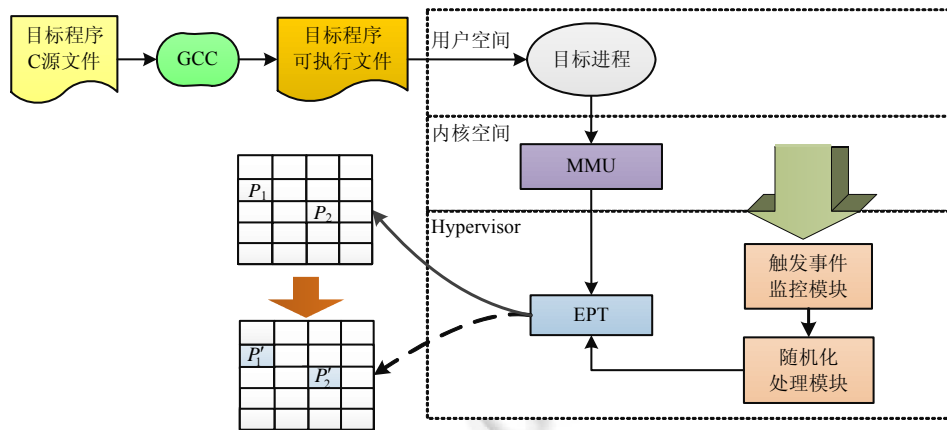 目标程序
C源文件
GCC
目标程序
可执行文件
用户空间
目标进程
内核空间
MMU
P₁
P₂
Hypervisor
触发事件
监控模块
EPT
P′₁
P′₂
随机化
处理模块